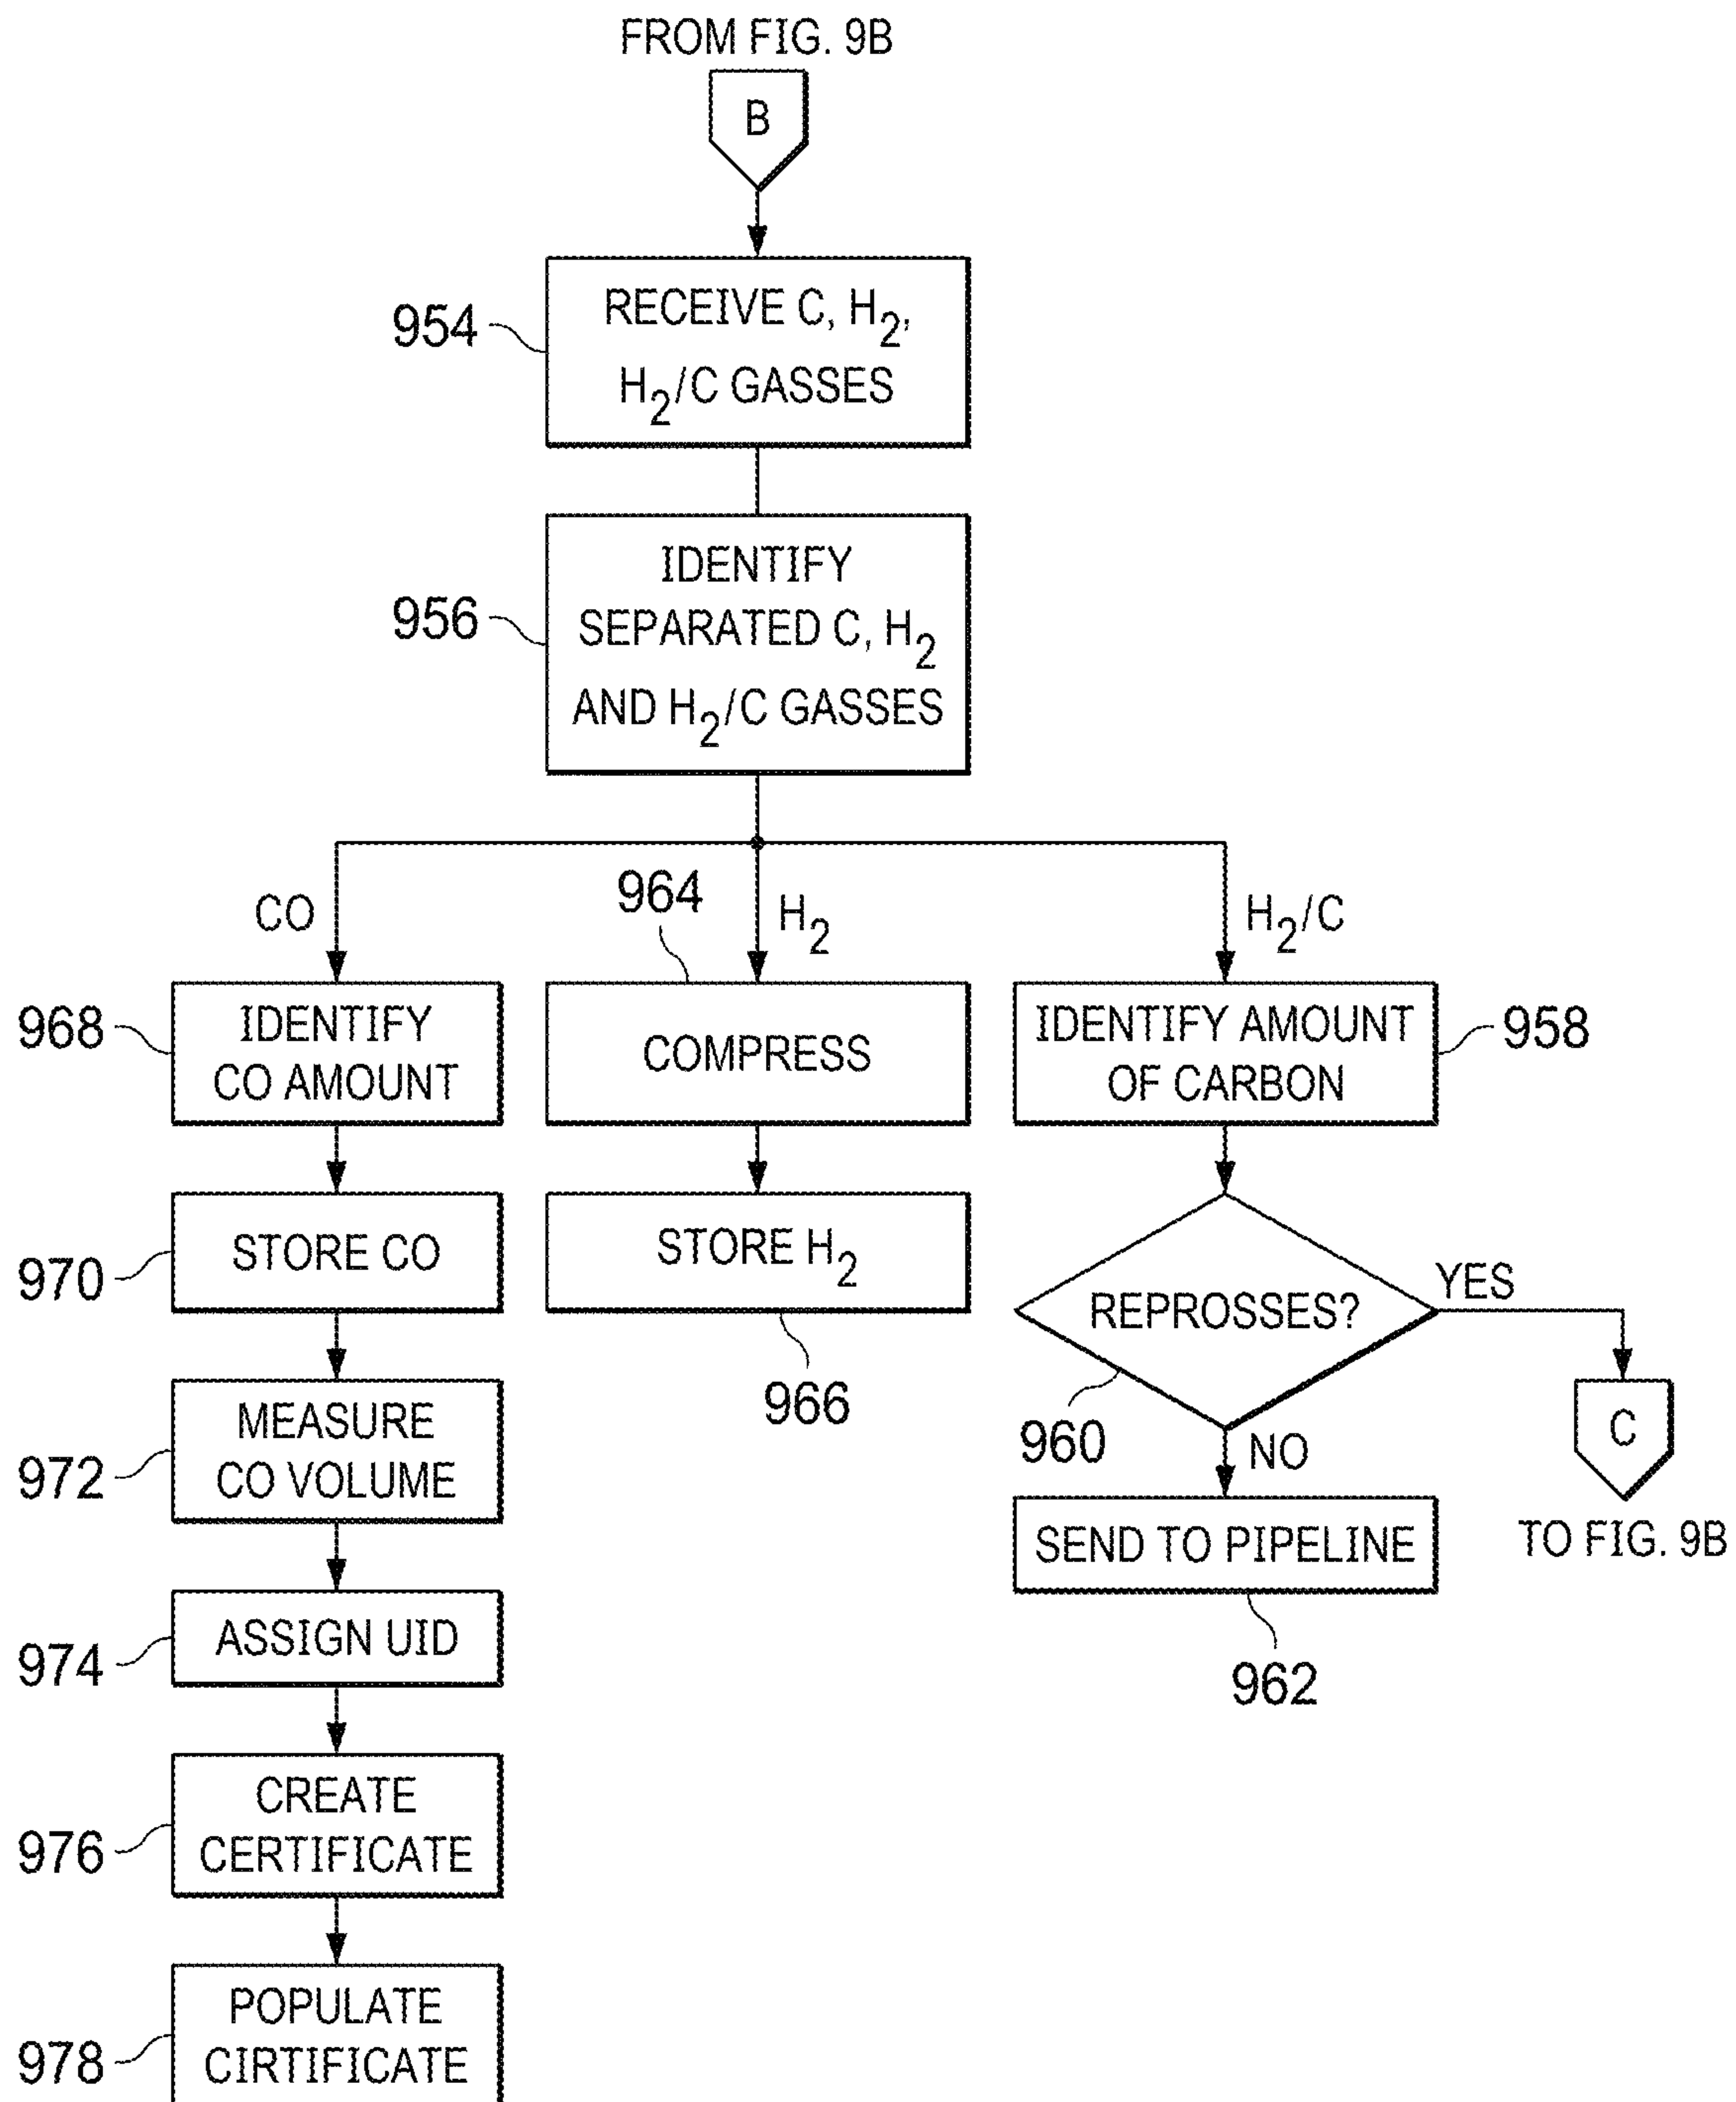 FROM FIG. 9B
B
954
RECEIVE C, H2,
H2/C GASSES
956
IDENTIFY
SEPARATED C, H2
AND H2/C GASSES
CO
964
H2
H2/C
968
IDENTIFY
CO AMOUNT
COMPRESS
IDENTIFY AMOUNT
OF CARBON
958
970
STORE CO
STORE H2
966
REPROSSES?
YES
960
NO
C
TO FIG. 9B
972
MEASURE
CO VOLUME
SEND TO PIPELINE
962
974
ASSIGN UID
976
CREATE
CERTIFICATE
978
POPULATE
CIRTIFICATE